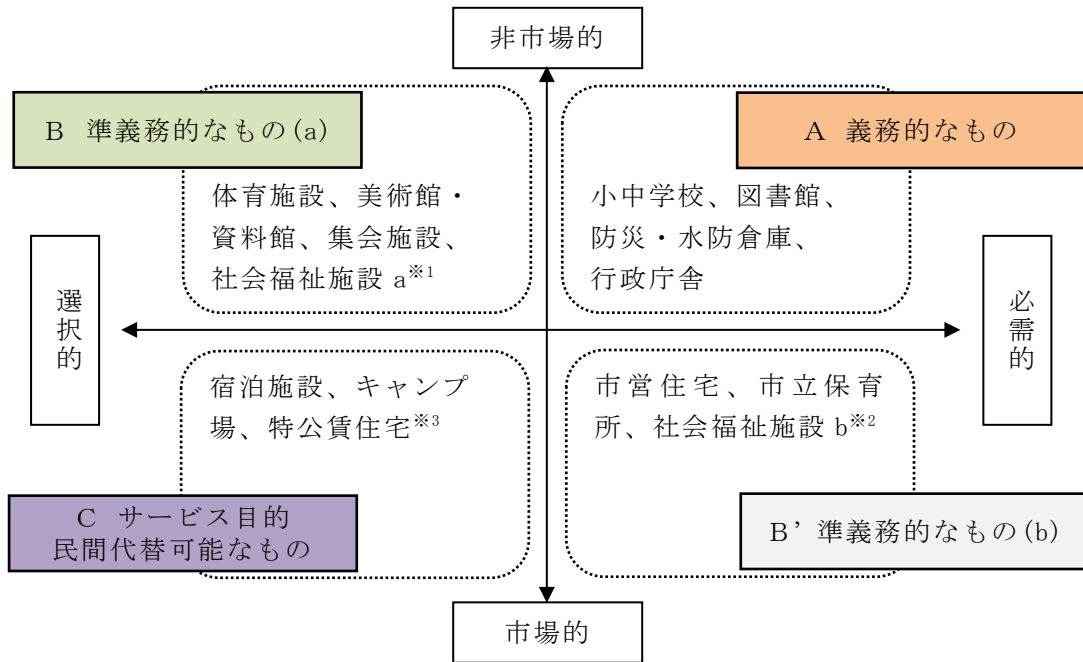 非市場的
B 準義務的なもの(a)
A 義務的なもの
体育施設、美術館・
資料館、集会施設、
社会福祉施設 a※1
小中学校、図書館、
防災・水防倉庫、
行政庁舎
選択的
必需的
宿泊施設、キャンプ
場、特公賃住宅※3
市営住宅、市立保育
所、社会福祉施設 b※2
C サービス目的
民間代替可能なもの
B’ 準義務的なもの(b)
市場的